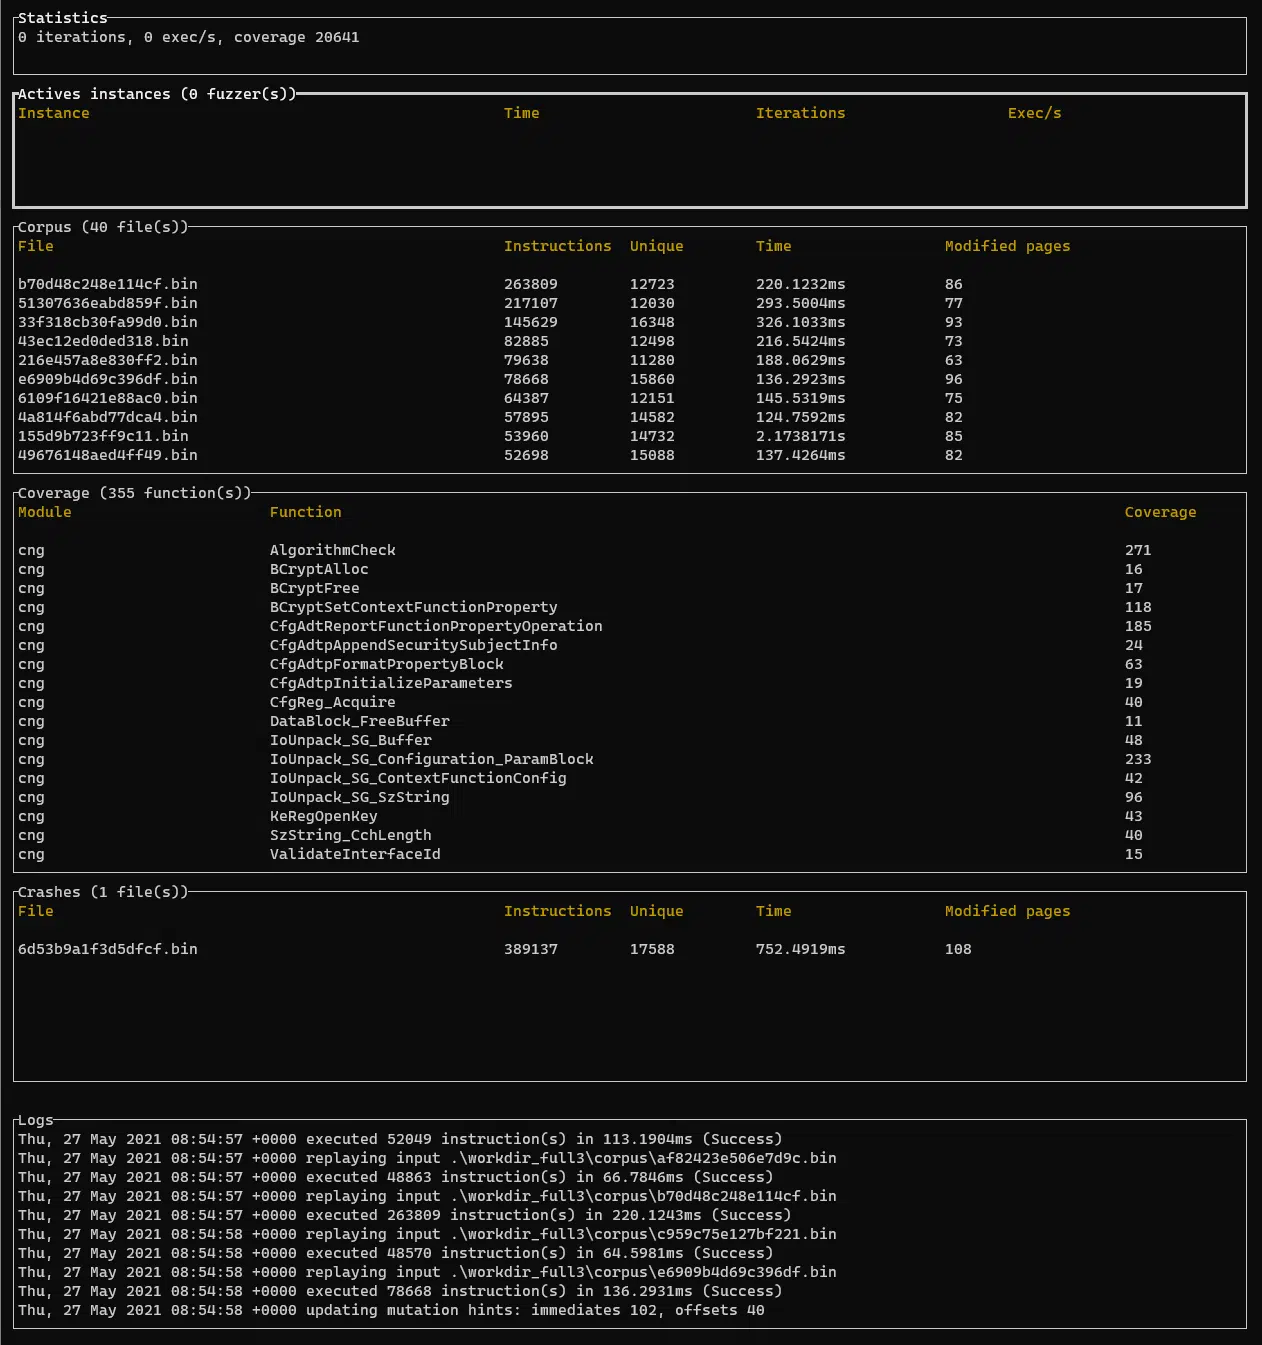 Statistics
0 iterations, 0 exec/s, coverage 20641
Actives instances (0 fuzzer(s))
Instance Time Iterations Exec/s
Corpus (40 file(s))
File Instructions Unique Time Modified pages
b70d48c248e114cf.bin 263809 12723 220.1232ms 86
51307636eabd859f.bin 217107 12030 293.5004ms 77
33f318cb30fa99d0.bin 145629 16348 326.1033ms 93
43ec12ed0ded318.bin 82885 12498 216.5424ms 73
216e457a8e830ff2.bin 79638 11280 188.0629ms 63
e6909b4d69c396df.bin 78668 15860 136.2923ms 96
6109f16421e88ac0.bin 64387 12151 145.5319ms 75
4a814f6abd77dca4.bin 57895 14582 124.7592ms 82
155d9b723ff9c11.bin 53960 14732 2.1738171s 85
49676148aed4ff49.bin 52698 15088 137.4264ms 82
Coverage (355 function(s))
Module Function Coverage
cng AlgorithmCheck 271
cng BCryptAlloc 16
cng BCryptFree 17
cng BCryptSetContextFunctionProperty 118
cng CfgAdtReportFunctionPropertyOperation 185
cng CfgAdtpAppendSecuritySubjectInfo 24
cng CfgAdtpFormatPropertyBlock 63
cng CfgAdtpInitializeParameters 19
cng CfgReg_Acquire 40
cng DataBlock_FreeBuffer 11
cng IoUnpack_SG_Buffer 48
cng IoUnpack_SG_Configuration_ParamBlock 233
cng IoUnpack_SG_ContextFunctionConfig 42
cng IoUnpack_SG_SzString 96
cng KeRegOpenKey 43
cng SzString_CchLength 40
cng ValidateInterfaceId 15
Crashes (1 file(s))
File Instructions Unique Time Modified pages
6d53b9a1f3d5dfcf.bin 389137 17588 752.4919ms 108
Logs
Thu, 27 May 2021 08:54:57 +0000 executed 52049 instruction(s) in 113.1904ms (Success)
Thu, 27 May 2021 08:54:57 +0000 replaying input .\workdir_full3\corpus\af82423e506e7d9c.bin
Thu, 27 May 2021 08:54:57 +0000 executed 48863 instruction(s) in 66.7846ms (Success)
Thu, 27 May 2021 08:54:57 +0000 replaying input .\workdir_full3\corpus\b70d48c248e114cf.bin
Thu, 27 May 2021 08:54:57 +0000 executed 263809 instruction(s) in 220.1243ms (Success)
Thu, 27 May 2021 08:54:58 +0000 replaying input .\workdir_full3\corpus\c959c75e127bf221.bin
Thu, 27 May 2021 08:54:58 +0000 executed 48570 instruction(s) in 64.5981ms (Success)
Thu, 27 May 2021 08:54:58 +0000 replaying input .\workdir_full3\corpus\e6909b4d69c396df.bin
Thu, 27 May 2021 08:54:58 +0000 executed 78668 instruction(s) in 136.2931ms (Success)
Thu, 27 May 2021 08:54:58 +0000 updating mutation hints: immediates 102, offsets 40